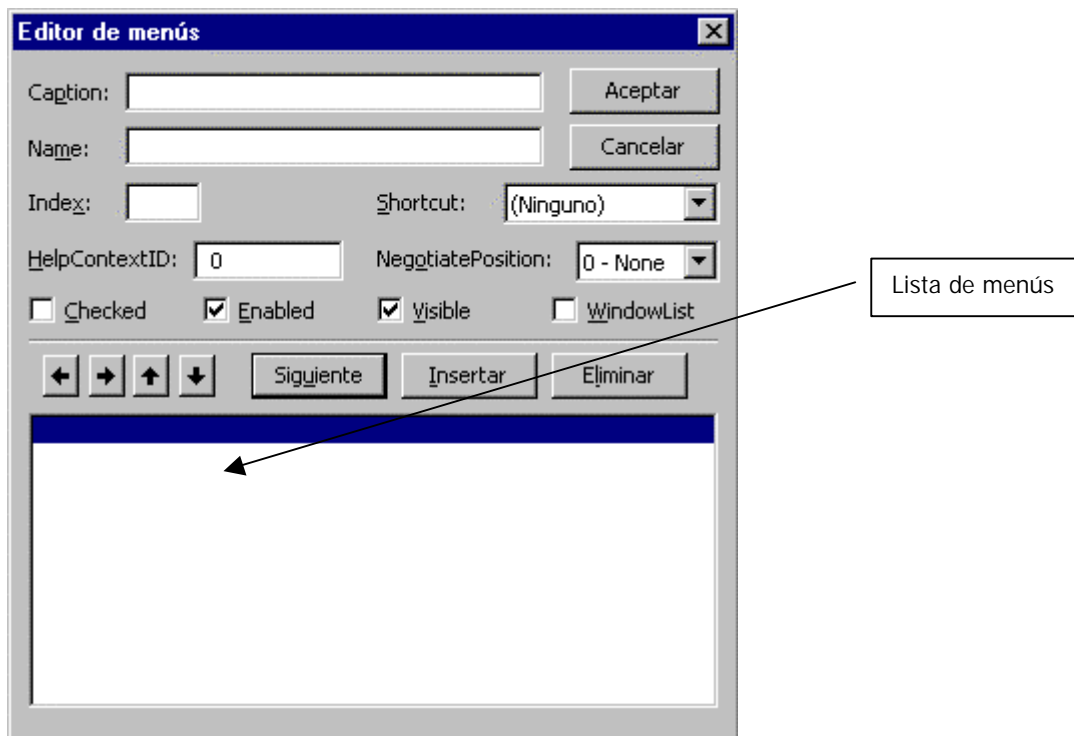 Editor de menús
Caption:
Aceptar
Name:
Cancelar
Index:
Shortcut:
(Ninguno)
HelpContextID:
0
NegotiatePosition:
0 - None
Lista de menús
Checked
Enabled
Visible
WindowList
Siguiente
Insertar
Eliminar